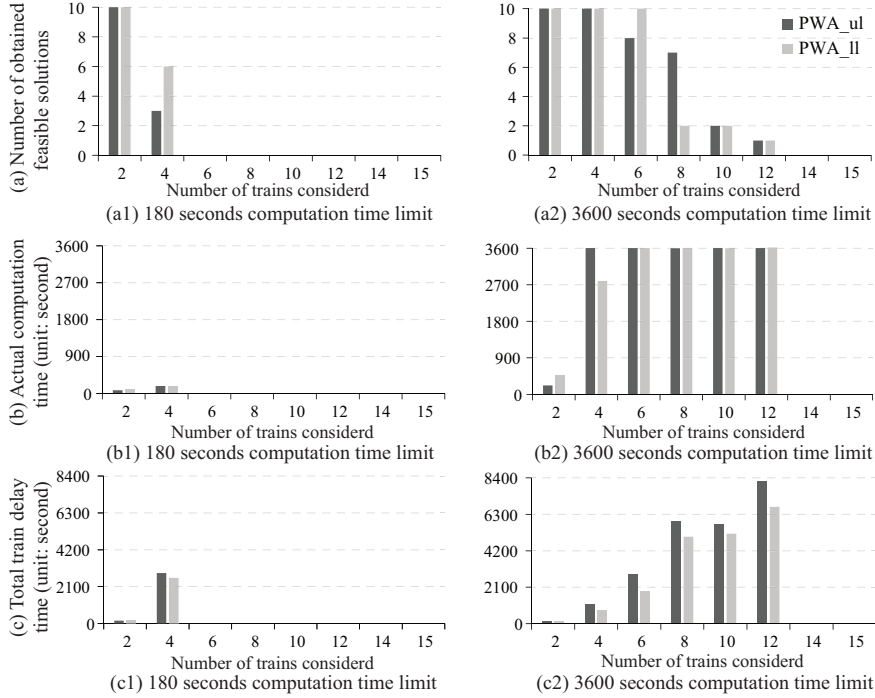 (a) Number of obtained
feasible solutions
10
8
6
4
2
0
2 4 6 8 10 12 15
Number of trains considerd
(a1) 180 seconds computation time limit
10
8
6
4
2
0
PWA_ul
PWA_ll
2 4 6 8 10 12 15
Number of trains considerd
(a2) 3600 seconds computation time limit
(b) Actual computation
time (unit: second)
3600
2700
1800
900
0
2 4 6 8 10 12 15
Number of trains considerd
(b1) 180 seconds computation time limit
3600
2700
1800
900
0
2 4 6 8 10 12 15
Number of trains considerd
(b2) 3600 seconds computation time limit
(c) Total train delay
time (unit: second)
8400
6300
4200
2100
0
2 4 6 8 10 12 15
Number of trains considerd
(c1) 180 seconds computation time limit
8400
6300
4200
2100
0
2 4 6 8 10 12 15
Number of trains considerd
(c2) 3600 seconds computation time limit